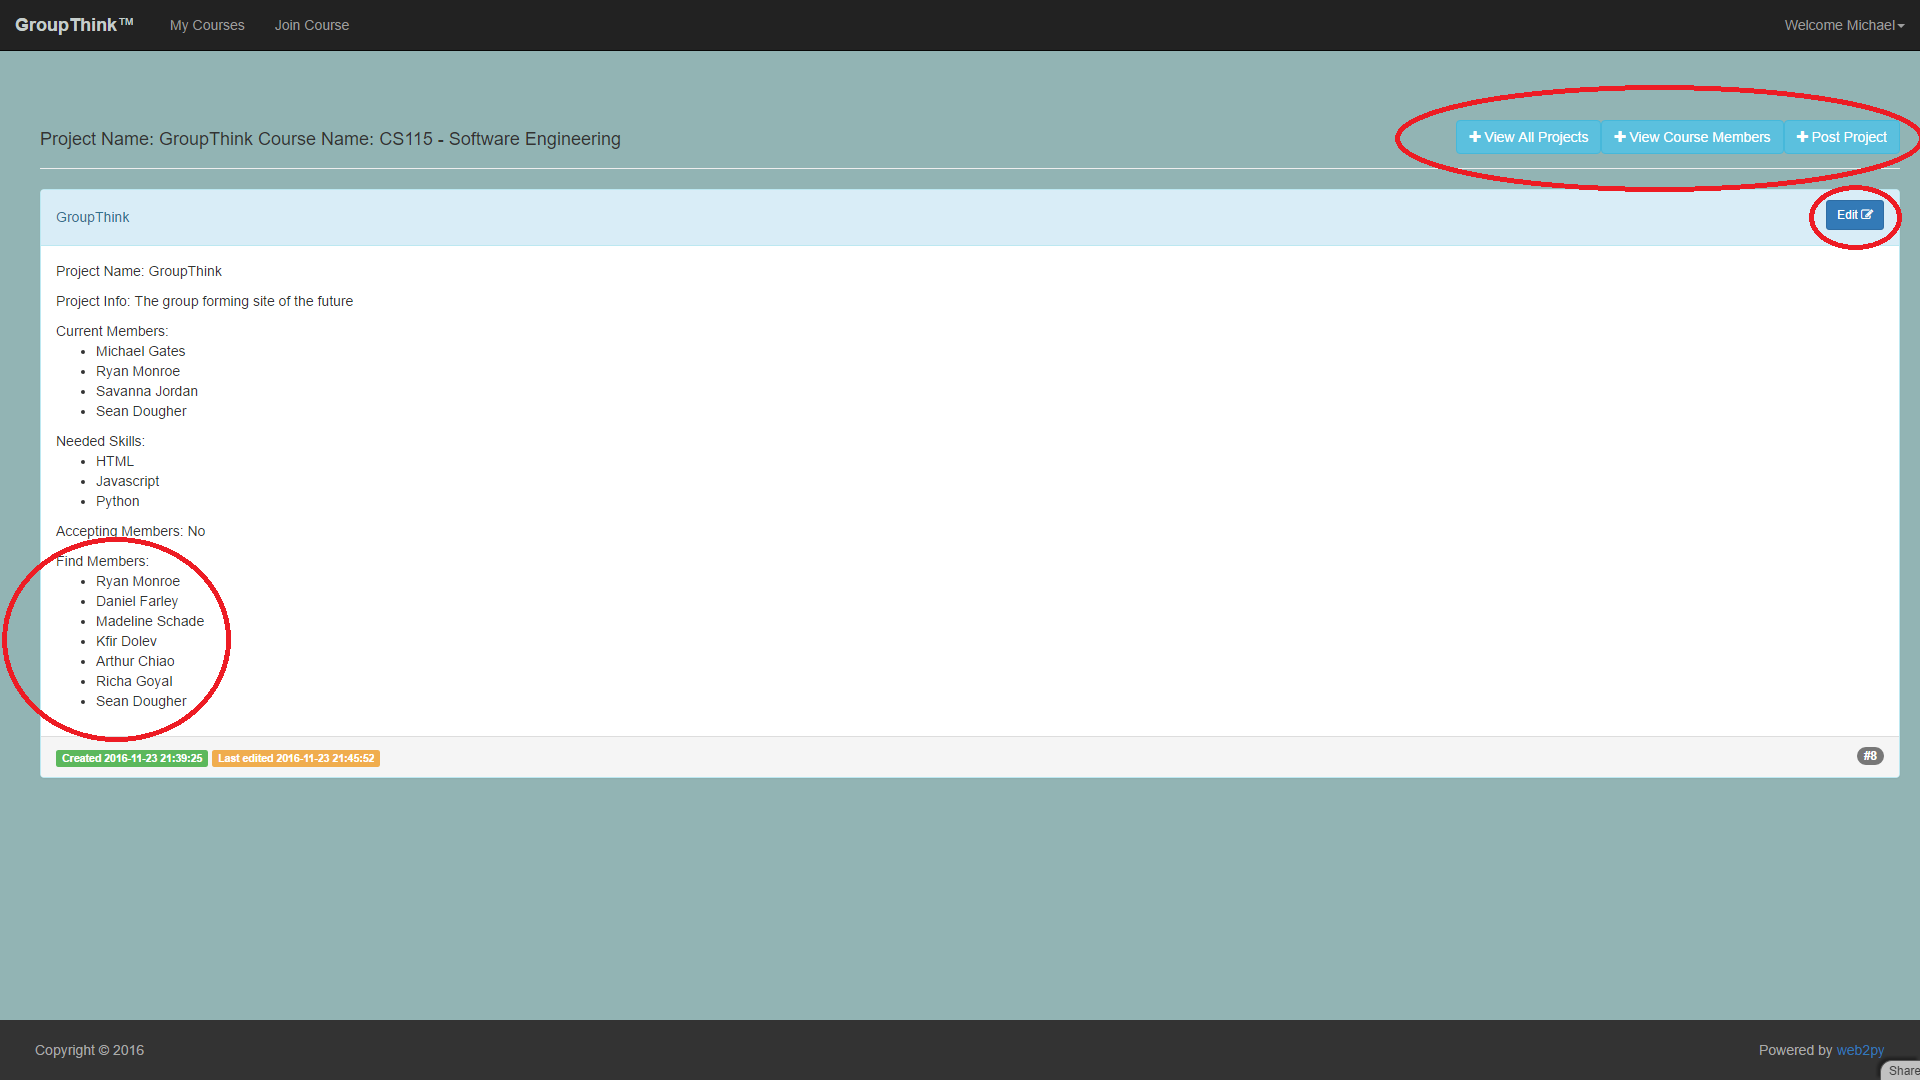 GroupThink™ My Courses Join Course Welcome Michael
Project Name: GroupThink Course Name: CS115 - Software Engineering
View All Projects View Course Members Post Project
GroupThink
Edit
Project Name: GroupThink
Project Info: The group forming site of the future
Current Members:
Michael Gates
Ryan Monroe
Savanna Jordan
Sean Dougher
Needed Skills:
HTML
Javascript
Python
Accepting Members: No
Find Members:
Ryan Monroe
Daniel Farley
Madeline Schade
Kfir Dolev
Arthur Chiao
Richa Goyal
Sean Dougher
Created 2016-11-23 21:39:25 Last edited 2016-11-23 21:45:52 #8
Copyright © 2016 Powered by web2py
Share